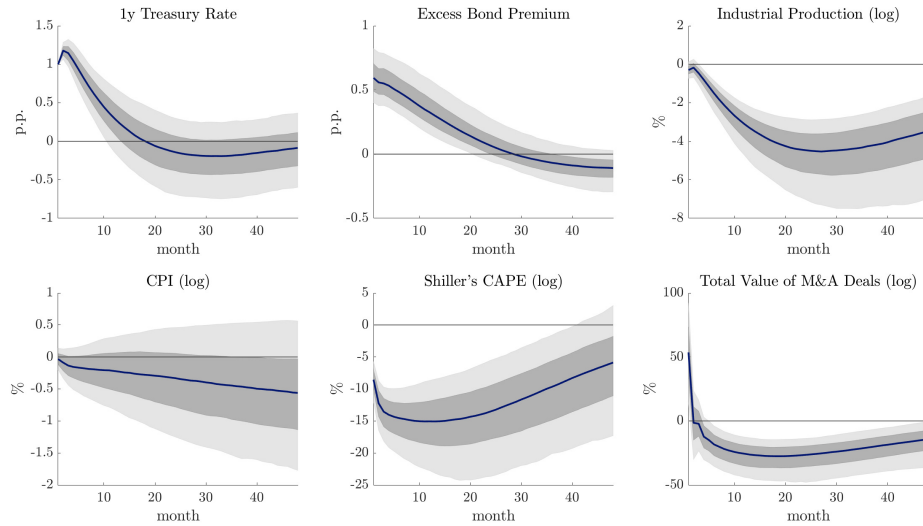 1y Treasury Rate
1.5
1
0.5
0
-0.5
-1
p.p.
10 20 30 40
month
Excess Bond Premium
1
0.5
0
-0.5
p.p.
10 20 30 40
month
Industrial Production (log)
2
0
-2
-4
-6
-8
%
10 20 30 40
month
CPI (log)
1
0.5
0
-0.5
-1
-1.5
-2
%
10 20 30 40
month
Shiller's CAPE (log)
5
0
-5
-10
-15
-20
-25
%
10 20 30 40
month
Total Value of M&A Deals (log)
100
50
0
-50
%
10 20 30 40
month